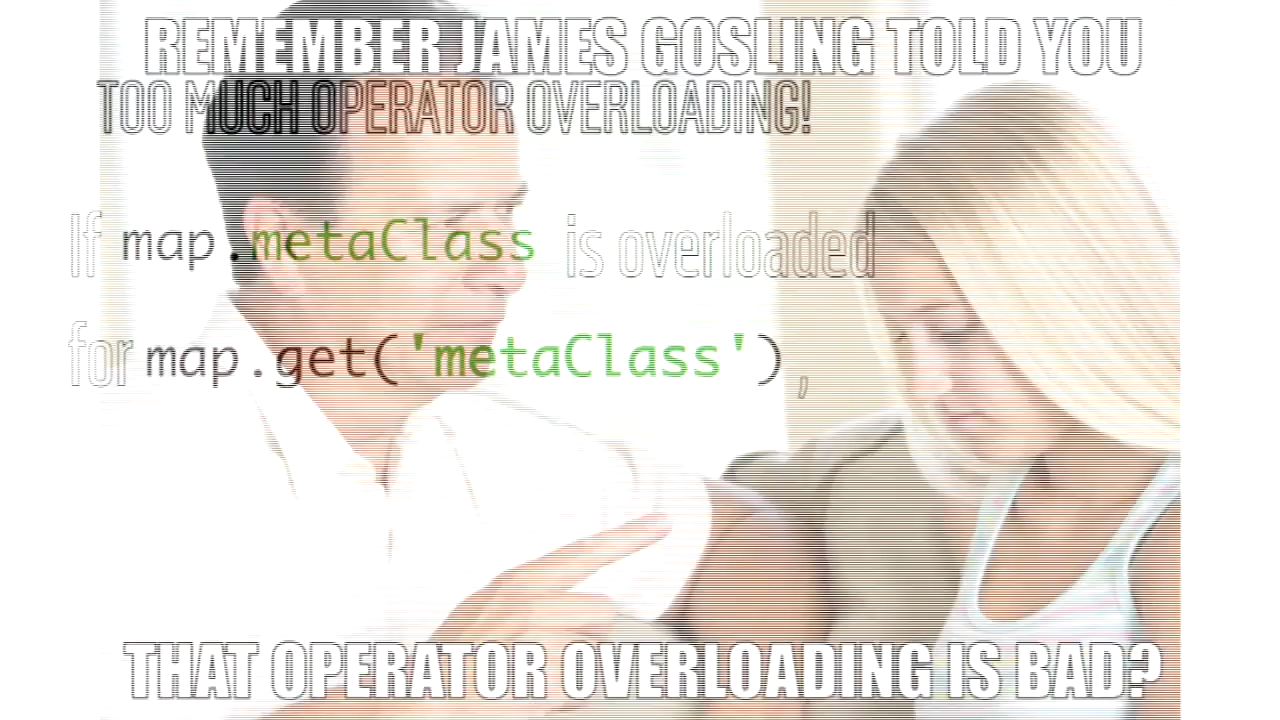 REMEMBER JAMES GOSLING TOLD YOU
TOO MUCH OPERATOR OVERLOADING!
If map.metaClass is overloaded
for map.get('metaClass'),
THAT OPERATOR OVERLOADING IS BAD?